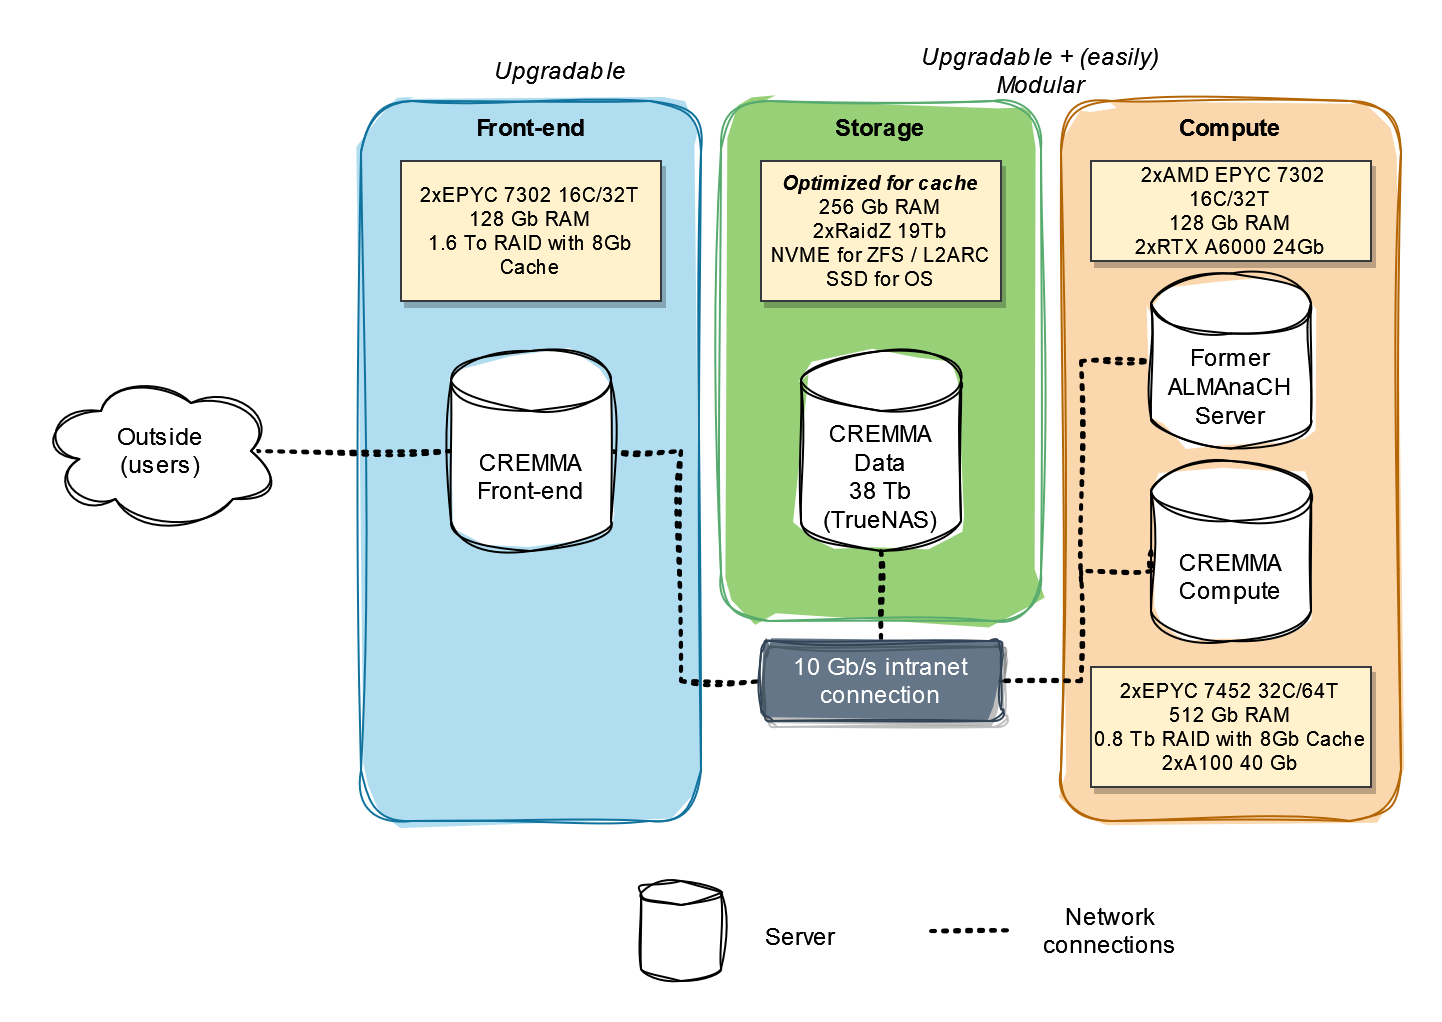 Upgradable
Upgradable + (easily)
Modular
Front-end
2xEPYC 7302 16C/32T
128 Gb RAM
1.6 To RAID with 8Gb
Cache
Storage
Optimized for cache
256 Gb RAM
2xRaidZ 19Tb
NVME for ZFS / L2ARC
SSD for OS
Compute
2xAMD EPYC 7302
16C/32T
128 Gb RAM
2xRTX A6000 24Gb
Outside
(users)
CREMMA
Front-end
CREMMA
Data
38 Tb
(TrueNAS)
Former
ALMAnaCH
Server
CREMMA
Compute
10 Gb/s intranet
connection
2xEPYC 7452 32C/64T
512 Gb RAM
0.8 Tb RAID with 8Gb Cache
2xA100 40 Gb
Server
Network
connections